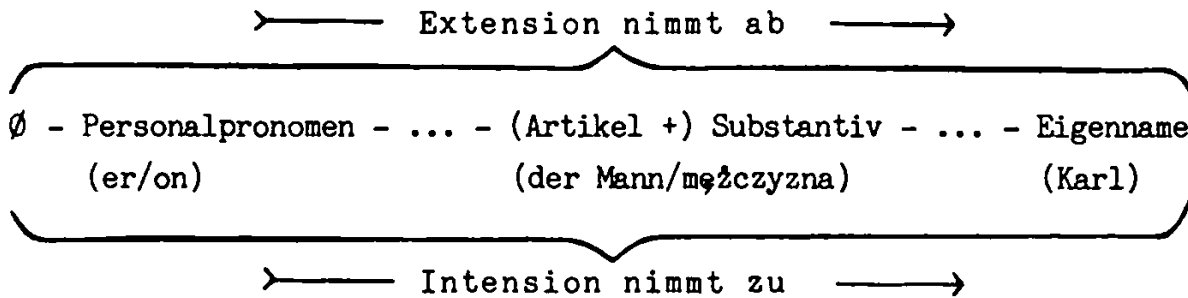 Extension nimmt ab
∅ - Personalpronomen - ... - (Artikel +) Substantiv - ... - Eigenname
(er/on) (der Mann/mężczyzna) (Karl)
Intension nimmt zu